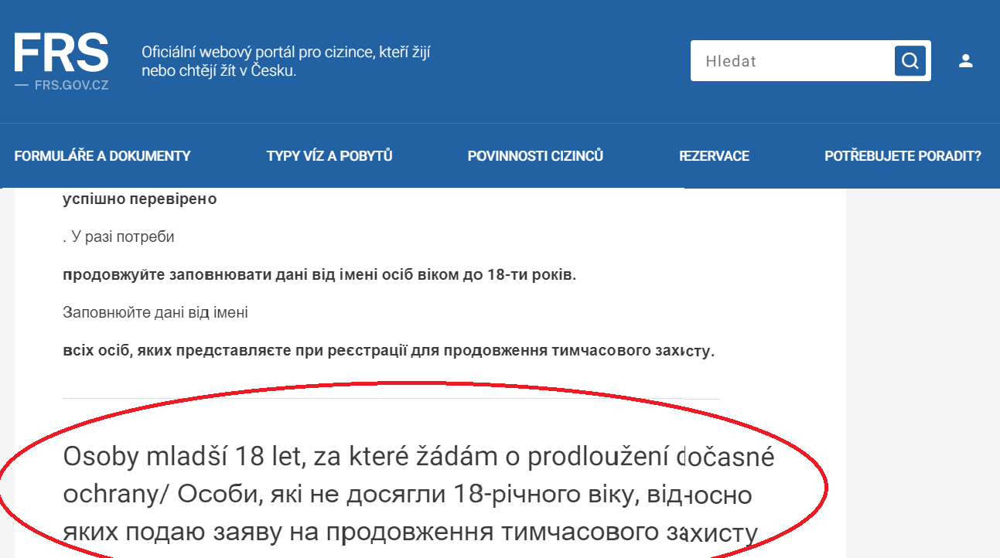 FRS
FRS.GOV.CZ
Oficiální webový portál pro cizince, kteří žijí
nebo chtějí žít v Česku.
Hledat
FORMULÁŘE A DOKUMENTY
TYPY VÍZ A POBYTŮ
POVINNOSTI CIZINCŮ
REZERVACE
POTŘEBUJETE PORADIT?
успішно перевірено
. У разі потреби
продовжуйте заповнювати дані від імені осіб віком до 18-ти років.
Заповнюйте дані від імені
всіх осіб, яких представляєте при реєстрації для продовження тимчасового захисту.
Osoby mladší 18 let, za které žádám o prodloužení dočasné
ochrany/ Особи, які не досягли 18-річного віку, відносно
яких подаю заяву на продовження тимчасового захисту